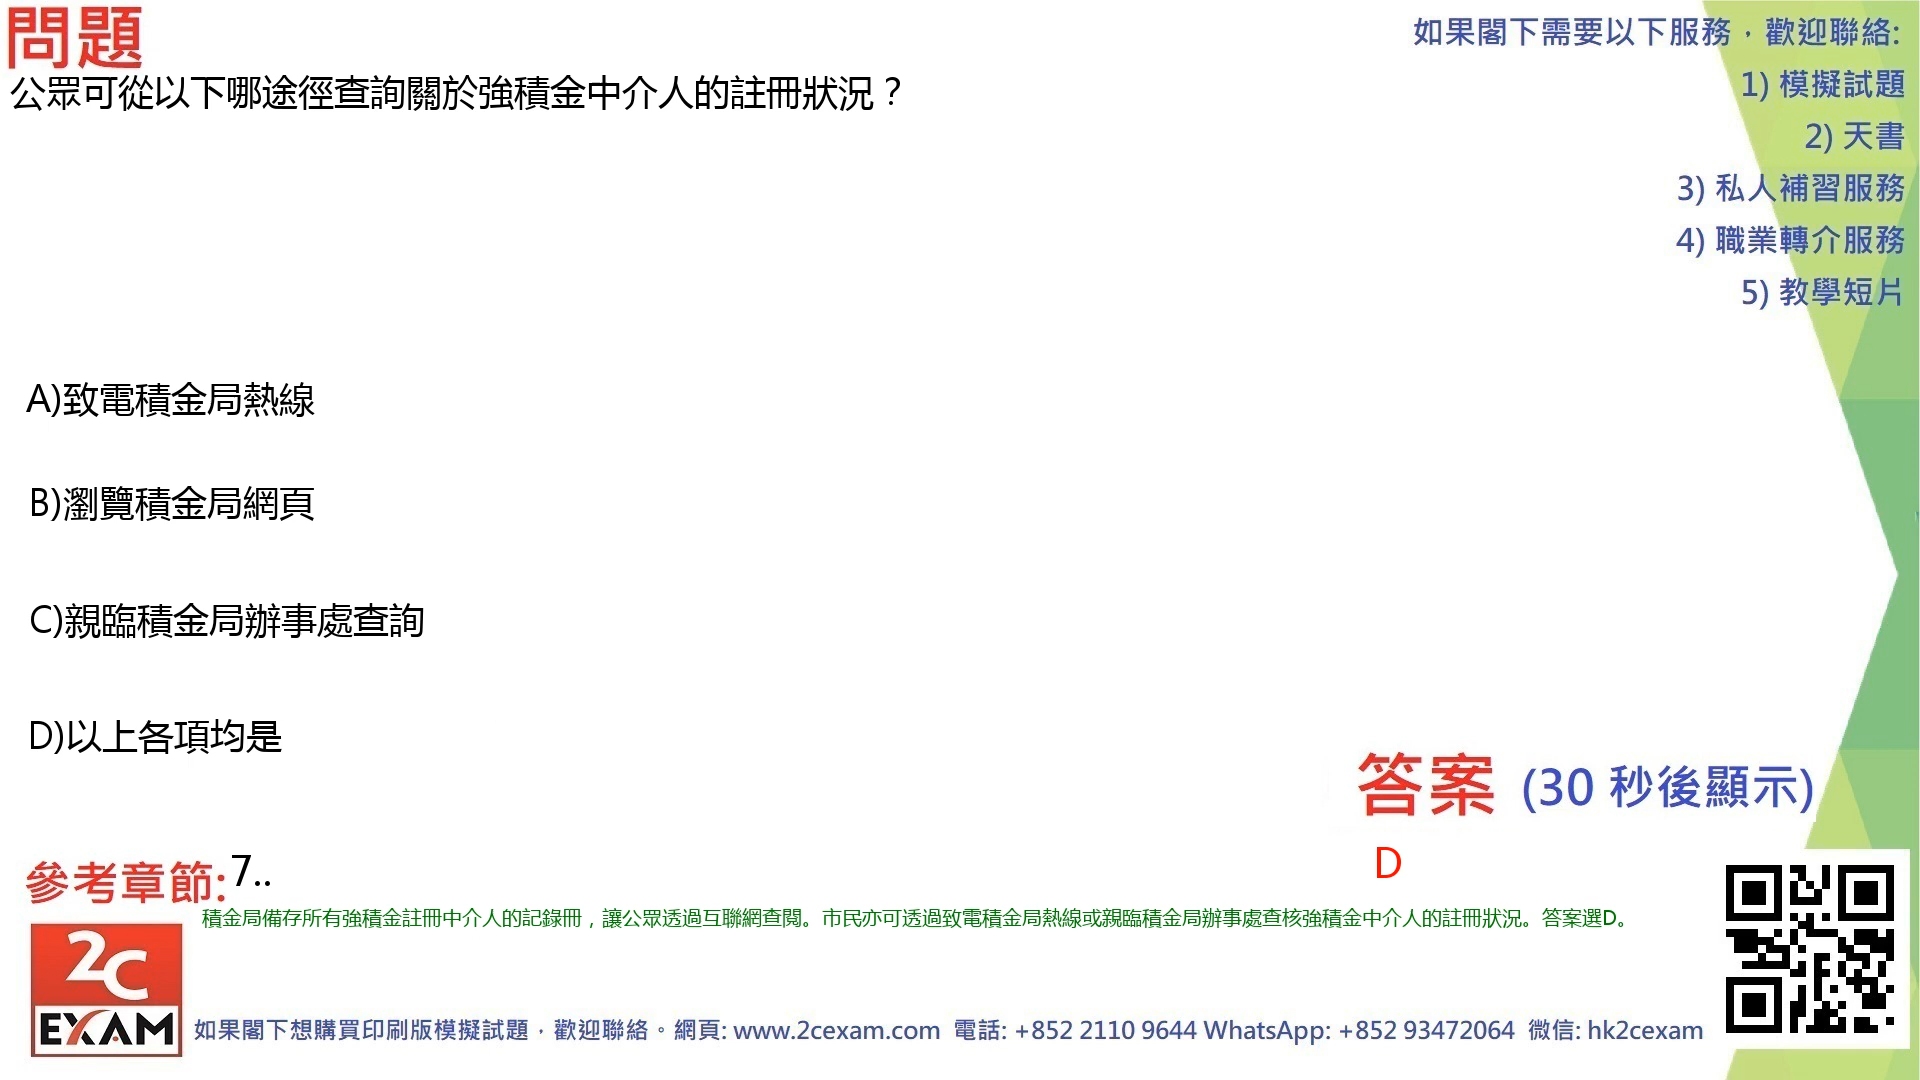 問題
公眾可從以下哪途徑查詢關於強積金中介人的註冊狀況？
如果閣下需要以下服務，歡迎聯絡:
1) 模擬試題
2) 天書
3) 私人補習服務
4) 職業轉介服務
5) 教學短片
A)致電積金局熱線
B)瀏覽積金局網頁
C)親臨積金局辦事處查詢
D)以上各項均是
答案 (30 秒後顯示)
D
參考章節:7..
積金局備存所有強積金註冊中介人的記錄冊，讓公眾透過互聯網查閱。市民亦可透過致電積金局熱線或親臨積金局辦事處查核強積金中介人的註冊狀況。答案選D。
2C
EXAM
如果閣下想購買印刷版模擬試題，歡迎聯絡。網頁: www.2cexam.com 電話: +852 2110 9644 WhatsApp: +852 93472064 微信: hk2cexam